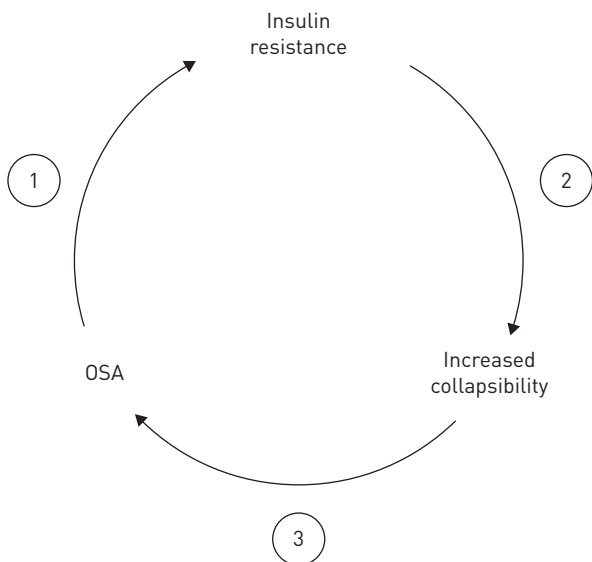 Insulin
resistance
1
2
OSA
Increased
collapsibility
3